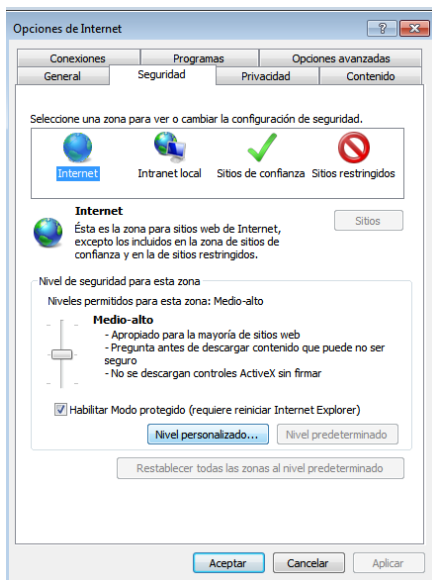 Opciones de Internet
Conexiones Programas Opciones avanzadas
General Seguridad Privacidad Contenido
Seleccione una zona para ver o cambiar la configuración de seguridad.
Internet Intranet local Sitios de confianza Sitios restringidos
Internet
Ésta es la zona para sitios web de Internet,
excepto los incluidos en la zona de sitios de
confianza y en la de sitios restringidos.
Sitios
Nivel de seguridad para esta zona
Niveles permitidos para esta zona: Medio-alto
Medio-alto
- Apropiado para la mayoría de sitios web
- Pregunta antes de descargar contenido que puede no ser
seguro
- No se descargan controles ActiveX sin firmar
Habilitar Modo protegido (requiere reiniciar Internet Explorer)
Nivel personalizado... Nivel predeterminado
Restablecer todas las zonas al nivel predeterminado
Aceptar Cancelar Aplicar